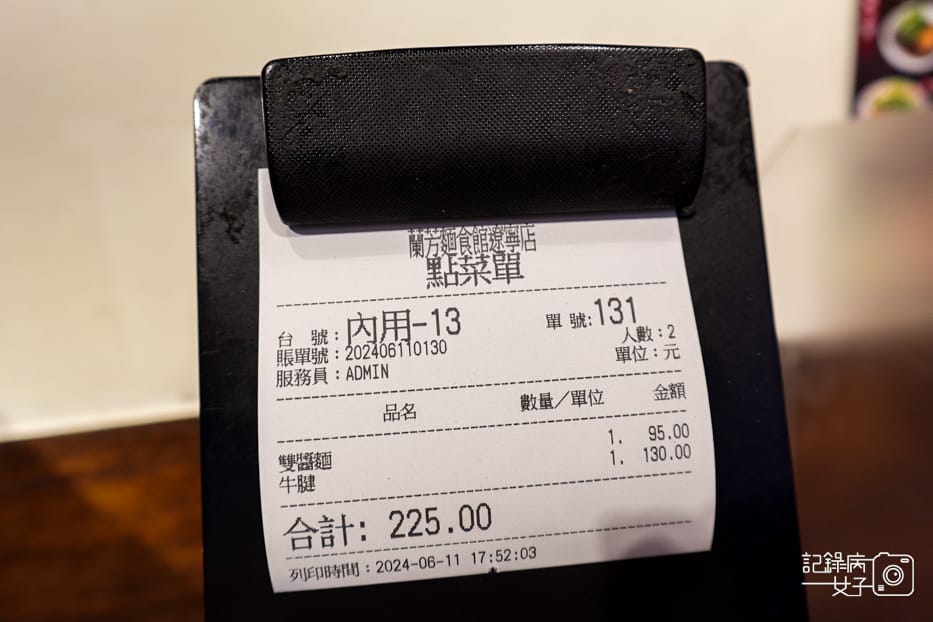 蘭芳麵食館遼寧店
點菜單
台 號：內用-13 單 號:131
賬單號：202406110130 人數：2
服務員：ADMIN 單位：元
品名 數量／單位 金額
雙醬麵 1. 95.00
牛腱 1. 130.00
合計: 225.00
列印時間：2024-06-11 17:52:03
記錄病
女子